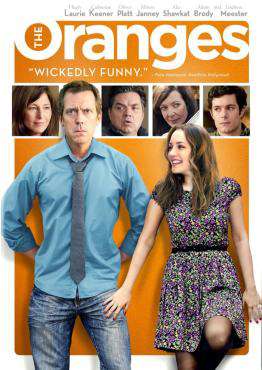 Hugh Laurie Catherine Keener Oliver Platt Allison Janney Alia Shawkat Adam Brody and Leighton Meester
THE Oranges
"WICKEDLY FUNNY."